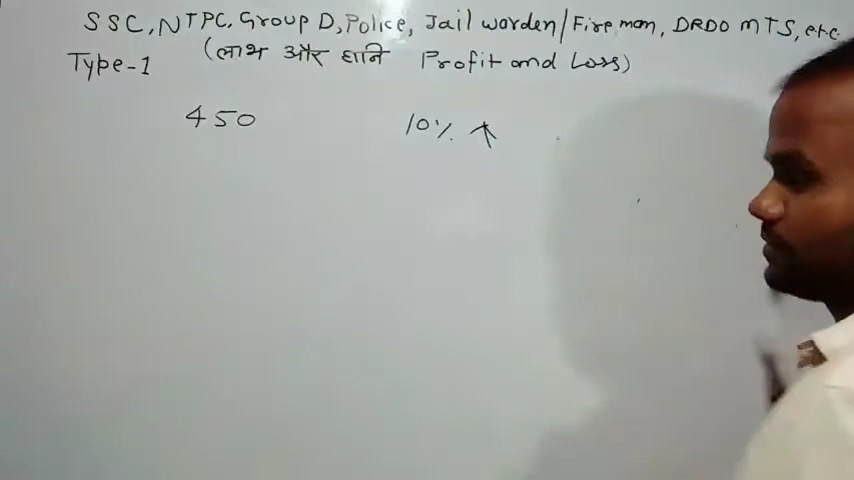 SSC, NTPC, Group D, Police, Jail warden/Fire man, DRDO MTS, etc.
Type-1 (लाभ और हानि Profit and Loss)
450 10% ↑